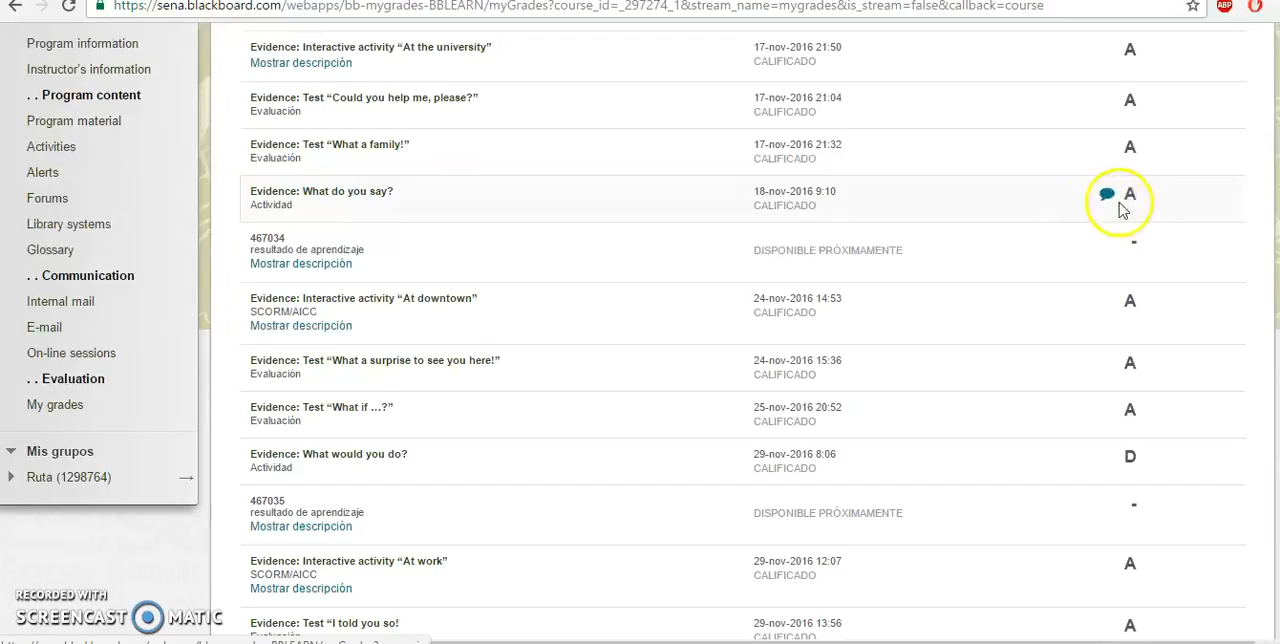 https://sena.blackboard.com/webapps/bb-mygrades-BBLEARN/myGrades?course_id=_297274_1&stream_name=mygrades&is_stream=false&callback=course
ABP
Program information
Instructor's information
. . Program content
Program material
Activities
Alerts
Forums
Library systems
Glossary
. . Communication
Internal mail
E-mail
On-line sessions
. . Evaluation
My grades
Mis grupos
Ruta (1298764)
Evidence: Interactive activity “At the university”
Mostrar descripción
17-nov-2016 21:50
CALIFICADO
A
Evidence: Test “Could you help me, please?”
Evaluación
17-nov-2016 21:04
CALIFICADO
A
Evidence: Test “What a family!”
Evaluación
17-nov-2016 21:32
CALIFICADO
A
Evidence: What do you say?
Actividad
18-nov-2016 9:10
CALIFICADO
A
467034
resultado de aprendizaje
Mostrar descripción
DISPONIBLE PRÓXIMAMENTE
-
Evidence: Interactive activity “At downtown”
SCORM/AICC
Mostrar descripción
24-nov-2016 14:53
CALIFICADO
A
Evidence: Test “What a surprise to see you here!”
Evaluación
24-nov-2016 15:36
CALIFICADO
A
Evidence: Test “What if …?”
Evaluación
25-nov-2016 20:52
CALIFICADO
A
Evidence: What would you do?
Actividad
29-nov-2016 8:06
CALIFICADO
D
467035
resultado de aprendizaje
Mostrar descripción
DISPONIBLE PRÓXIMAMENTE
-
Evidence: Interactive activity “At work”
SCORM/AICC
Mostrar descripción
29-nov-2016 12:07
CALIFICADO
A
Evidence: Test “I told you so!
29-nov-2016 13:56
CALIFICADO
A
RECORDED WITH
SCREENCAST MATIC